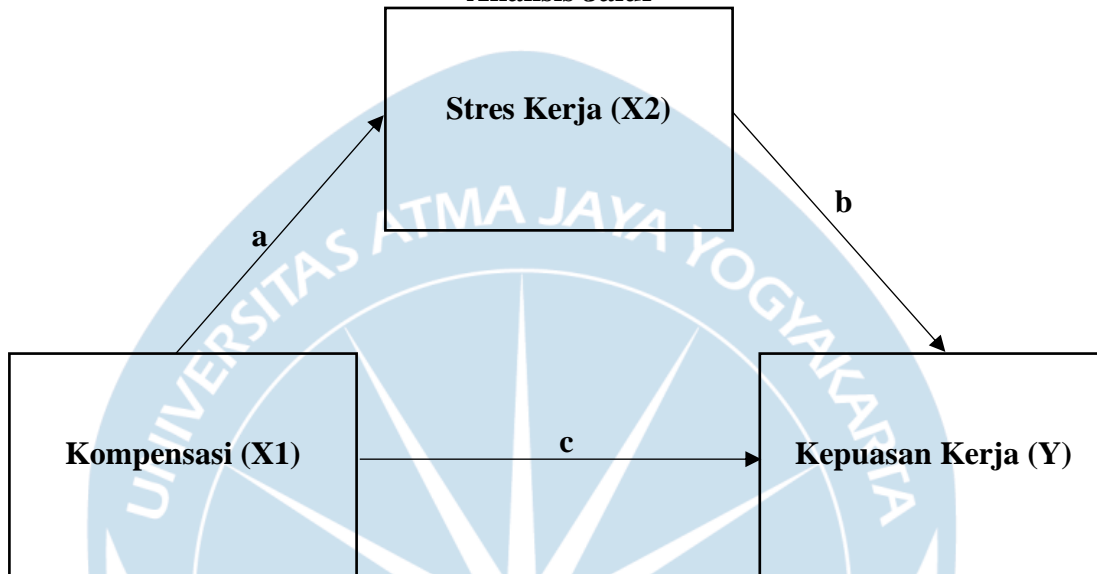 Stres Kerja (X2)
a
b
UNIVERSITAS ATMA JAYA YOGYAKARTA
Kompensasi (X1)
c
Kepuasan Kerja (Y)